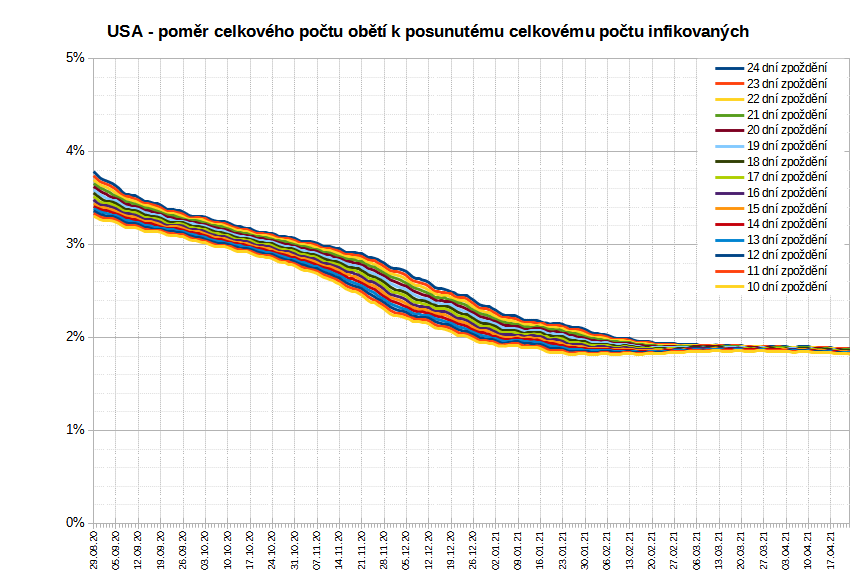 USA - poměr celkového počtu obětí k posunutému celkovému počtu infikovaných
5%
4%
3%
2%
1%
0%
24 dní zpoždění
23 dní zpoždění
22 dní zpoždění
21 dní zpoždění
20 dní zpoždění
19 dní zpoždění
18 dní zpoždění
17 dní zpoždění
16 dní zpoždění
15 dní zpoždění
14 dní zpoždění
13 dní zpoždění
12 dní zpoždění
11 dní zpoždění
10 dní zpoždění
29.08.20
05.09.20
12.09.20
19.09.20
26.09.20
03.10.20
10.10.20
17.10.20
24.10.20
31.10.20
07.11.20
14.11.20
21.11.20
28.11.20
05.12.20
12.12.20
19.12.20
26.12.20
02.01.21
09.01.21
16.01.21
23.01.21
30.01.21
06.02.21
13.02.21
20.02.21
27.02.21
06.03.21
13.03.21
20.03.21
27.03.21
03.04.21
10.04.21
17.04.21